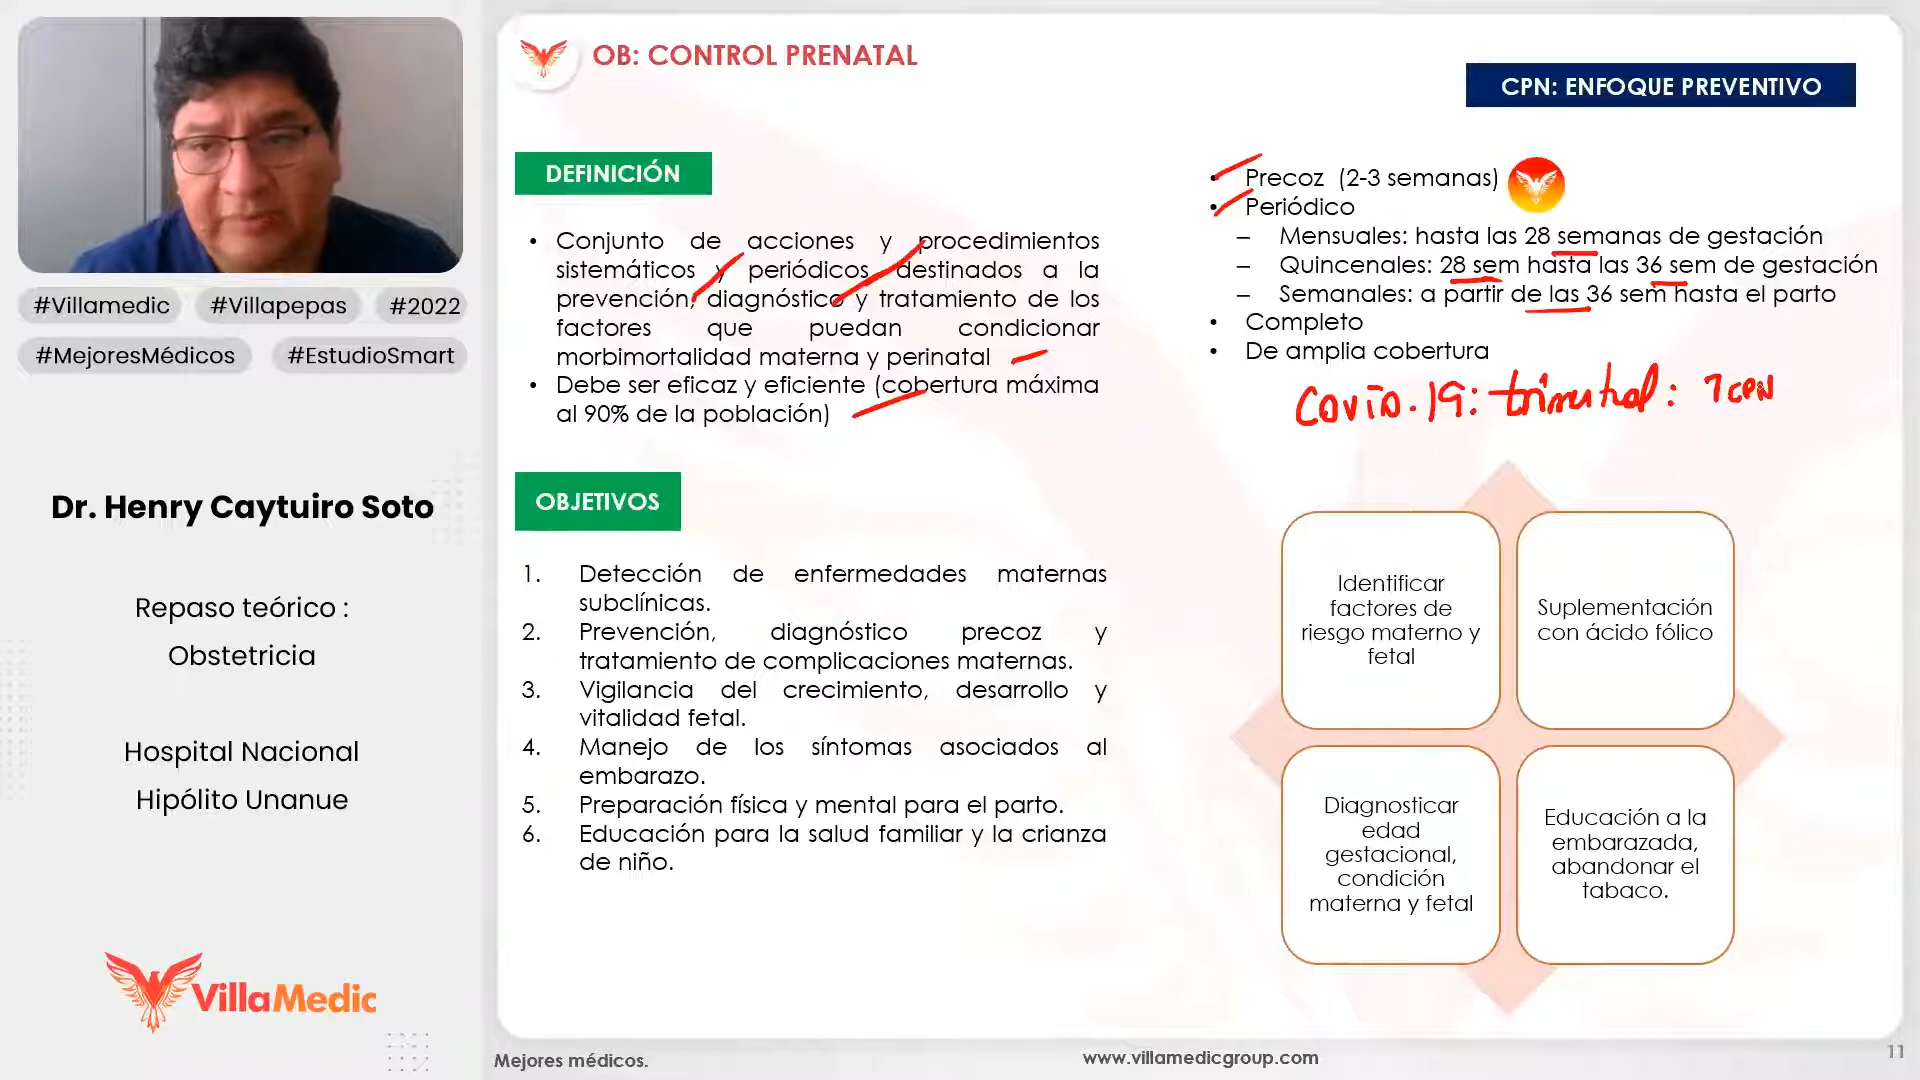 OB: CONTROL PRENATAL
CPN: ENFOQUE PREVENTIVO
DEFINICIÓN
• Conjunto de acciones y procedimientos
sistemáticos y periódicos destinados a la
prevención, diagnóstico y tratamiento de los
factores que puedan condicionar
morbimortalidad materna y perinatal
• Debe ser eficaz y eficiente (cobertura máxima
al 90% de la población)
OBJETIVOS
1. Detección de enfermedades maternas
subclínicas.
2. Prevención, diagnóstico precoz y
tratamiento de complicaciones maternas.
3. Vigilancia del crecimiento, desarrollo y
vitalidad fetal.
4. Manejo de los síntomas asociados al
embarazo.
5. Preparación física y mental para el parto.
6. Educación para la salud familiar y la crianza
de niño.
• Precoz (2-3 semanas)
• Periódico
– Mensuales: hasta las 28 semanas de gestación
– Quincenales: 28 sem hasta las 36 sem de gestación
– Semanales: a partir de las 36 sem hasta el parto
• Completo
• De amplia cobertura
COVID.19: trimestral: 7 CPN
Identificar
factores de
riesgo materno y
fetal
Suplementación
con ácido fólico
Diagnosticar
edad
gestacional,
condición
materna y fetal
Educación a la
embarazada,
abandonar el
tabaco.
#Villamedic #Villapepas #2022
#MejoresMédicos #EstudioSmart
Dr. Henry Caytuiro Soto
Repaso teórico :
Obstetricia
Hospital Nacional
Hipólito Unanue
VillaMedic
Mejores médicos.
www.villamedicgroup.com
11